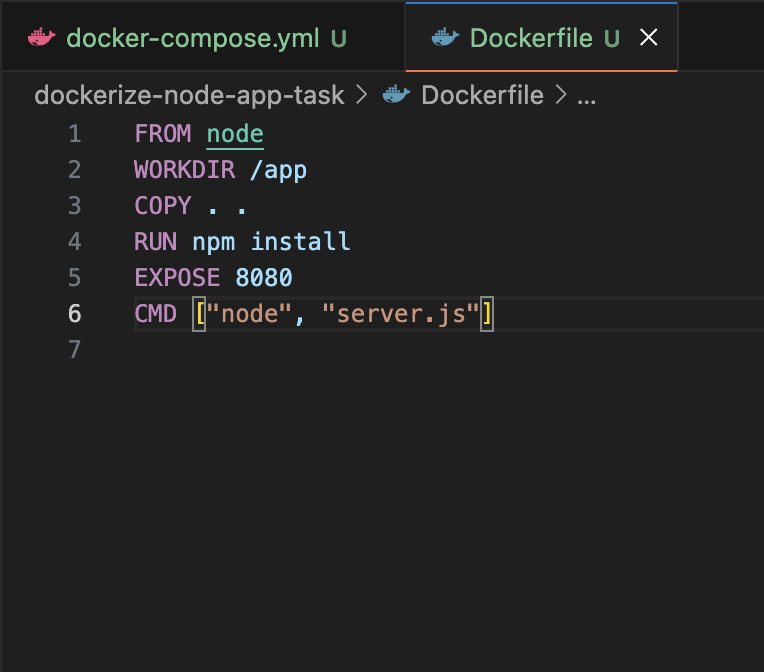 docker-compose.yml U
Dockerfile U
dockerize-node-app-task > Dockerfile > ...
1 FROM node
2 WORKDIR /app
3 COPY . .
4 RUN npm install
5 EXPOSE 8080
6 CMD ["node", "server.js"]
7